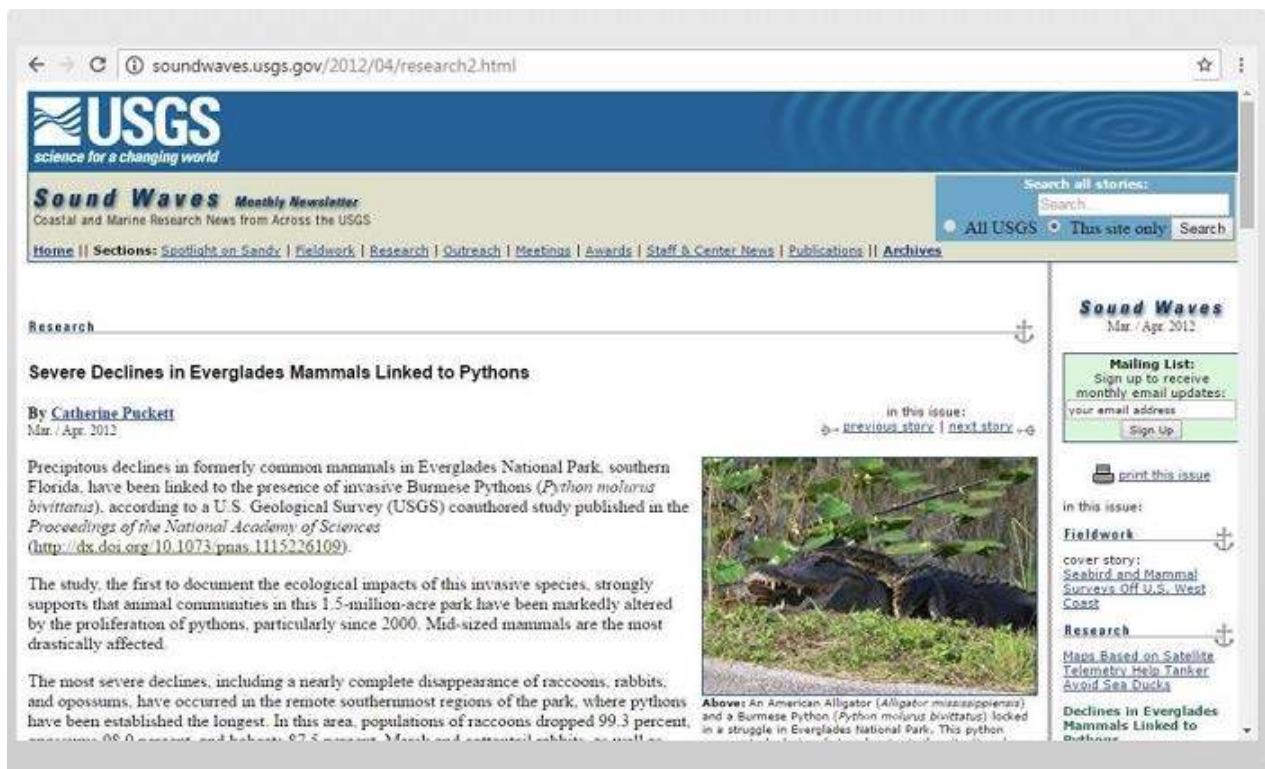 soundwaves.usgs.gov/2012/04/research2.html
USGS
science for a changing world
Sound Waves Monthly Newsletter
Coastal and Marine Research News from Across the USGS
Search all stories:
Search...
All USGS This site only Search
Home || Sections: Spotlight on Sandy | Fieldwork | Research | Outreach | Meetings | Awards | Staff & Center News | Publications || Archives
Research
Severe Declines in Everglades Mammals Linked to Pythons
By Catherine Puckett
Mar. / Apr. 2012
in this issue:
previous story | next story
Precipitous declines in formerly common mammals in Everglades National Park, southern
Florida, have been linked to the presence of invasive Burmese Pythons (Python molurus
bivittatus), according to a U.S. Geological Survey (USGS) coauthored study published in the
Proceedings of the National Academy of Sciences
(http://dx.doi.org/10.1073/pnas.1115226109).
The study, the first to document the ecological impacts of this invasive species, strongly
supports that animal communities in this 1.5-million-acre park have been markedly altered
by the proliferation of pythons, particularly since 2000. Mid-sized mammals are the most
drastically affected.
The most severe declines, including a nearly complete disappearance of raccoons, rabbits,
and opossums, have occurred in the remote southernmost regions of the park, where pythons
have been established the longest. In this area, populations of raccoons dropped 99.3 percent,
Above: An American Alligator (Alligator mississippiensis)
and a Burmese Python (Python molurus bivittatus) locked
in a struggle in Everglades National Park. This python
Sound Waves
Mar. / Apr. 2012
Mailing List:
Sign up to receive
monthly email updates:
your email address
Sign Up
print this issue
in this issue:
Fieldwork
cover story:
Seabird and Mammal
Surveys Off U.S. West
Coast
Research
Maps Based on Satellite
Telemetry Help Tanker
Avoid Sea Ducks
Declines in Everglades
Mammals Linked to
Pythons